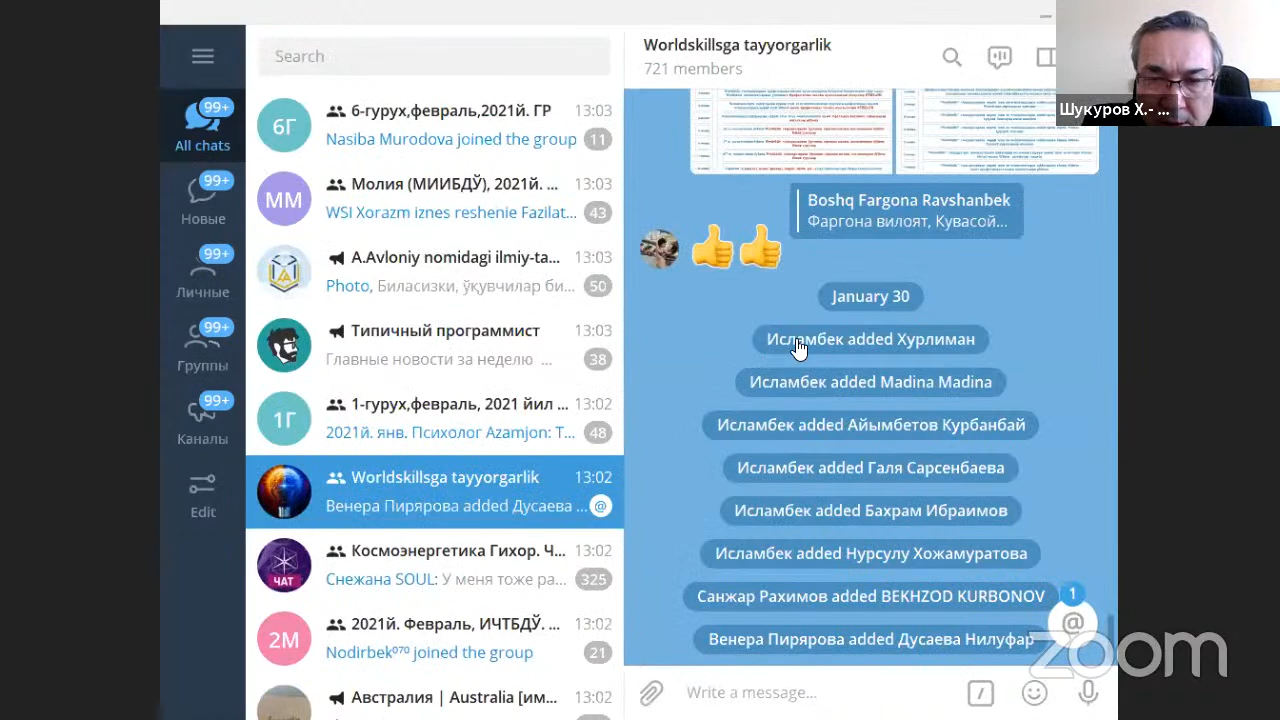 Search
Worldskillsga tayyorgarlik
721 members
Шукуров Х.- ...
99+
All chats
99+
Новые
99+
Личные
99+
Группы
99+
Каналы
Edit
6Г
6-гурух,февраль,2021й. ГР
13:03
Nasiba Murodova joined the group
11
ММ
Молия (МИИБДЎ), 2021й. ...
13:03
WSI Xorazm iznes reshenie Fazilat...
43
A.Avloniy nomidagi ilmiy-ta...
13:03
Photo, Биласизки, ўқувчилар би...
50
Типичный программист
13:03
Главные новости за неделю ...
38
1Г
1-гурух,февраль, 2021 йил ...
13:02
2021й. янв. Психолог Azamjon: T...
48
Worldskillsga tayyorgarlik
13:02
Венера Пирярова added Дусаева ...
@
ЧАТ
Космоэнергетика Гихор. Ч...
13:02
Снежана SOUL: У меня тоже ра...
325
2М
2021й. Февраль, ИЧТБДЎ. ...
13:02
Nodirbek⁰⁷⁰ joined the group
21
Австралия | Australia [им...
13:02
Boshq Fargona Ravshanbek
Фаргона вилоят, Кувасой...
January 30
Исламбек added Хурлиман
Исламбек added Madina Madina
Исламбек added Айымбетов Курбанбай
Исламбек added Галя Сарсенбаева
Исламбек added Бахрам Ибраимов
Исламбек added Нурсулу Хожамуратова
Санжар Рахимов added BEKHZOD KURBONOV
1
@
Венера Пирярова added Дусаева Нилуфар
zoom
Write a message...